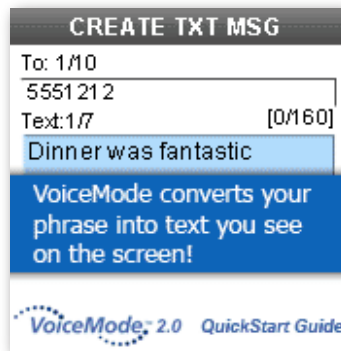 CREATE TXT MSG
To: 1/10
5551212
Text:1/7 [0/160]
Dinner was fantastic
VoiceMode converts your
phrase into text you see
on the screen!
VoiceMode™ 2.0 QuickStart Guide